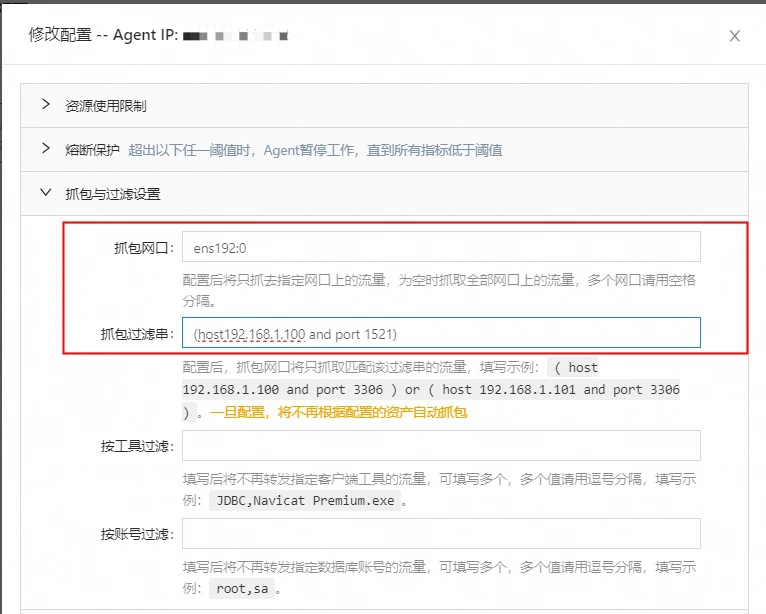 修改配置 -- Agent IP:
资源使用限制
熔断保护 超出以下任一阈值时，Agent暂停工作，直到所有指标低于阈值
抓包与过滤设置
抓包网口： ens192:0
配置后将只抓去指定网口上的流量，为空时抓取全部网口上的流量，多个网口请用空格
分隔。
抓包过滤串： (host192.168.1.100 and port 1521)
配置后，抓包网口将只抓取匹配该过滤串的流量，填写示例： ( host
192.168.1.100 and port 3306 ) or ( host 192.168.1.101 and port 3306
) 。一旦配置，将不再根据配置的资产自动抓包
按工具过滤：
填写后将不再转发指定客户端工具的流量，可填写多个，多个值请用逗号分隔，填写示
例： JDBC,Navicat Premium.exe 。
按账号过滤：
填写后将不再转发指定数据库账号的流量，可填写多个，多个值请用逗号分隔，填写示
例： root,sa 。